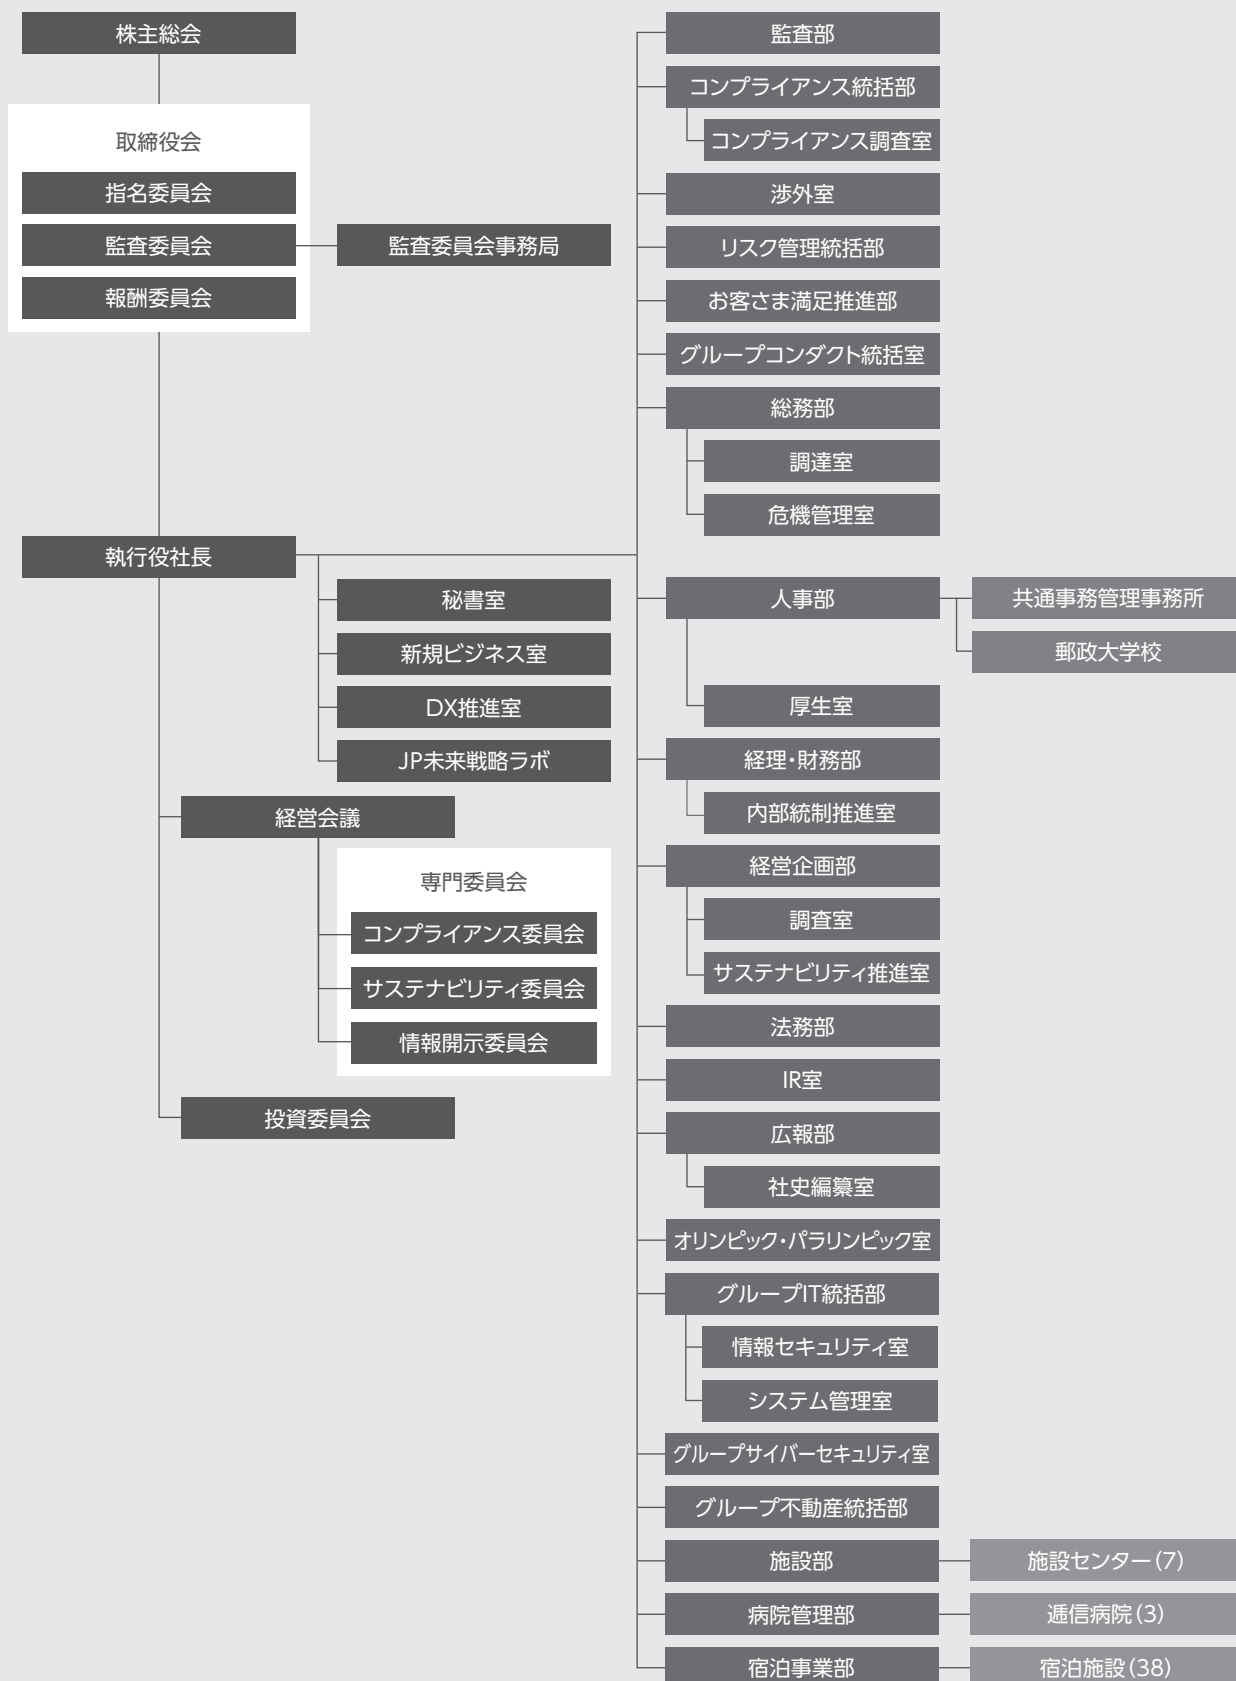 株主総会
取締役会
指名委員会
監査委員会
報酬委員会
監査委員会事務局
執行役社長
秘書室
新規ビジネス室
DX推進室
JP未来戦略ラボ
経営会議
専門委員会
コンプライアンス委員会
サステナビリティ委員会
情報開示委員会
投資委員会
監査部
コンプライアンス統括部
コンプライアンス調査室
渉外室
リスク管理統括部
お客さま満足推進部
グループコンダクト統括室
総務部
調達室
危機管理室
人事部
共通事務管理事務所
郵政大学校
厚生室
経理・財務部
内部統制推進室
経営企画部
調査室
サステナビリティ推進室
法務部
IR室
広報部
社史編纂室
オリンピック・パラリンピック室
グループIT統括部
情報セキュリティ室
システム管理室
グループサイバーセキュリティ室
グループ不動産統括部
施設部
施設センター(7)
病院管理部
逓信病院(3)
宿泊事業部
宿泊施設(38)